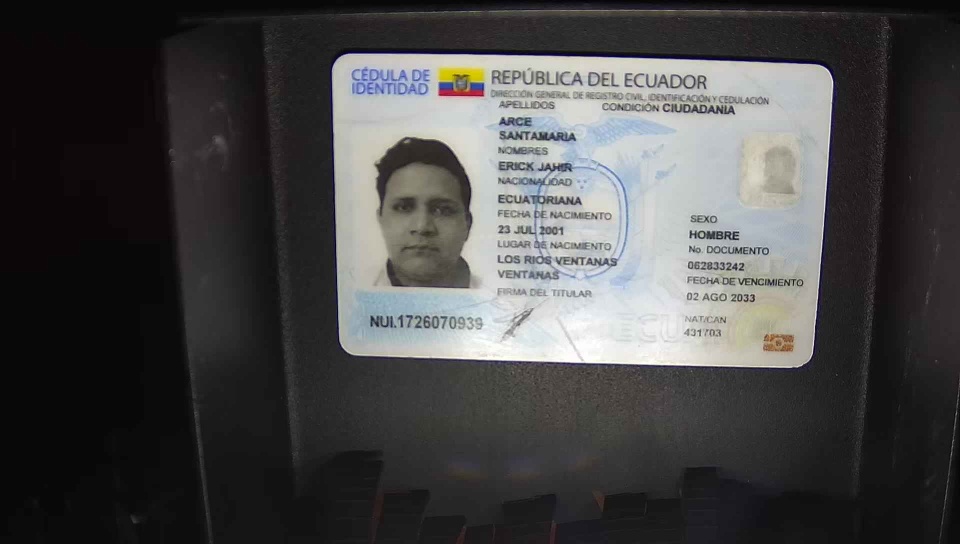 CÉDULA DE
IDENTIDAD
REPÚBLICA DEL ECUADOR
DIRECCIÓN GENERAL DE REGISTRO CIVIL, IDENTIFICACIÓN Y CEDULACIÓN
APELLIDOS
CONDICIÓN CIUDADANIA
ARCE
SANTAMARIA
NOMBRES
ERICK JAHIR
NACIONALIDAD
ECUATORIANA
FECHA DE NACIMIENTO
23 JUL 2001
LUGAR DE NACIMIENTO
LOS RIOS VENTANAS
VENTANAS
FIRMA DEL TITULAR
SEXO
HOMBRE
No. DOCUMENTO
062833242
FECHA DE VENCIMIENTO
02 AGO 2033
NAT/CAN
431703
NUI.1726070939
ECU